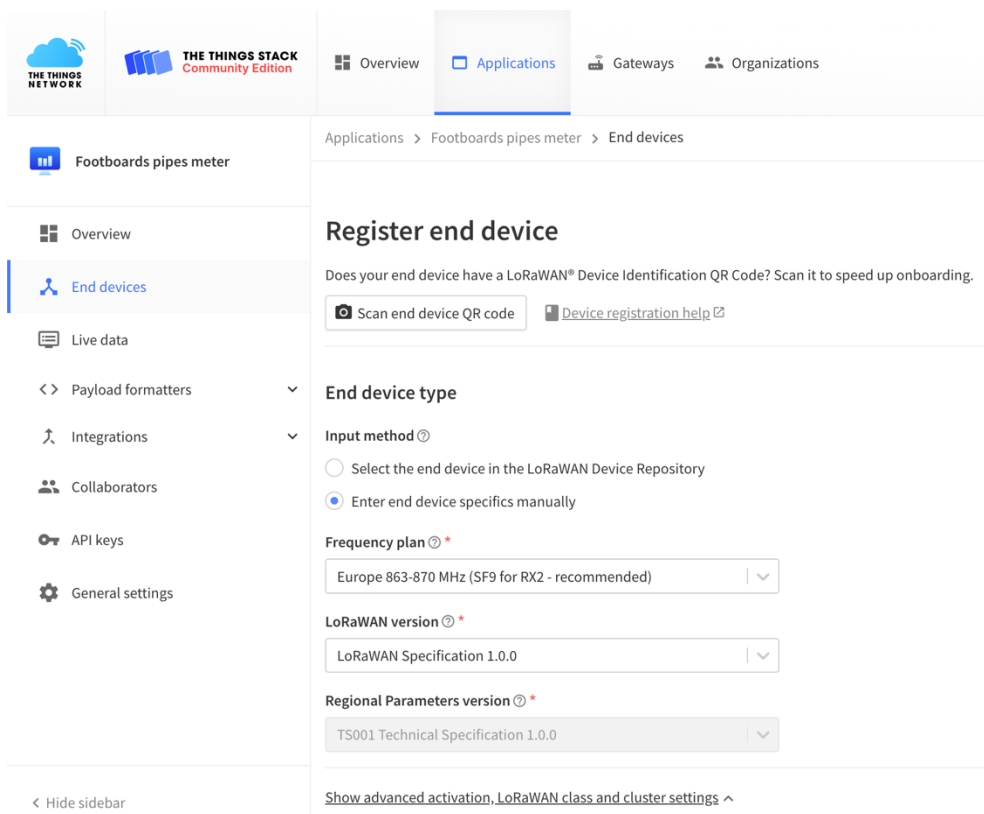 THE THINGS
NETWORK
THE THINGS STACK
Community Edition
Overview
Applications
Gateways
Organizations
Footboards pipes meter
Overview
End devices
Live data
Payload formatters
Integrations
Collaborators
API keys
General settings
< Hide sidebar
Applications > Footboards pipes meter > End devices
Register end device
Does your end device have a LoRaWAN® Device Identification QR Code? Scan it to speed up onboarding.
Scan end device QR code
Device registration help
End device type
Input method
Select the end device in the LoRaWAN Device Repository
Enter end device specifics manually
Frequency plan *
Europe 863-870 MHz (SF9 for RX2 - recommended)
LoRaWAN version *
LoRaWAN Specification 1.0.0
Regional Parameters version *
TS001 Technical Specification 1.0.0
Show advanced activation, LoRaWAN class and cluster settings